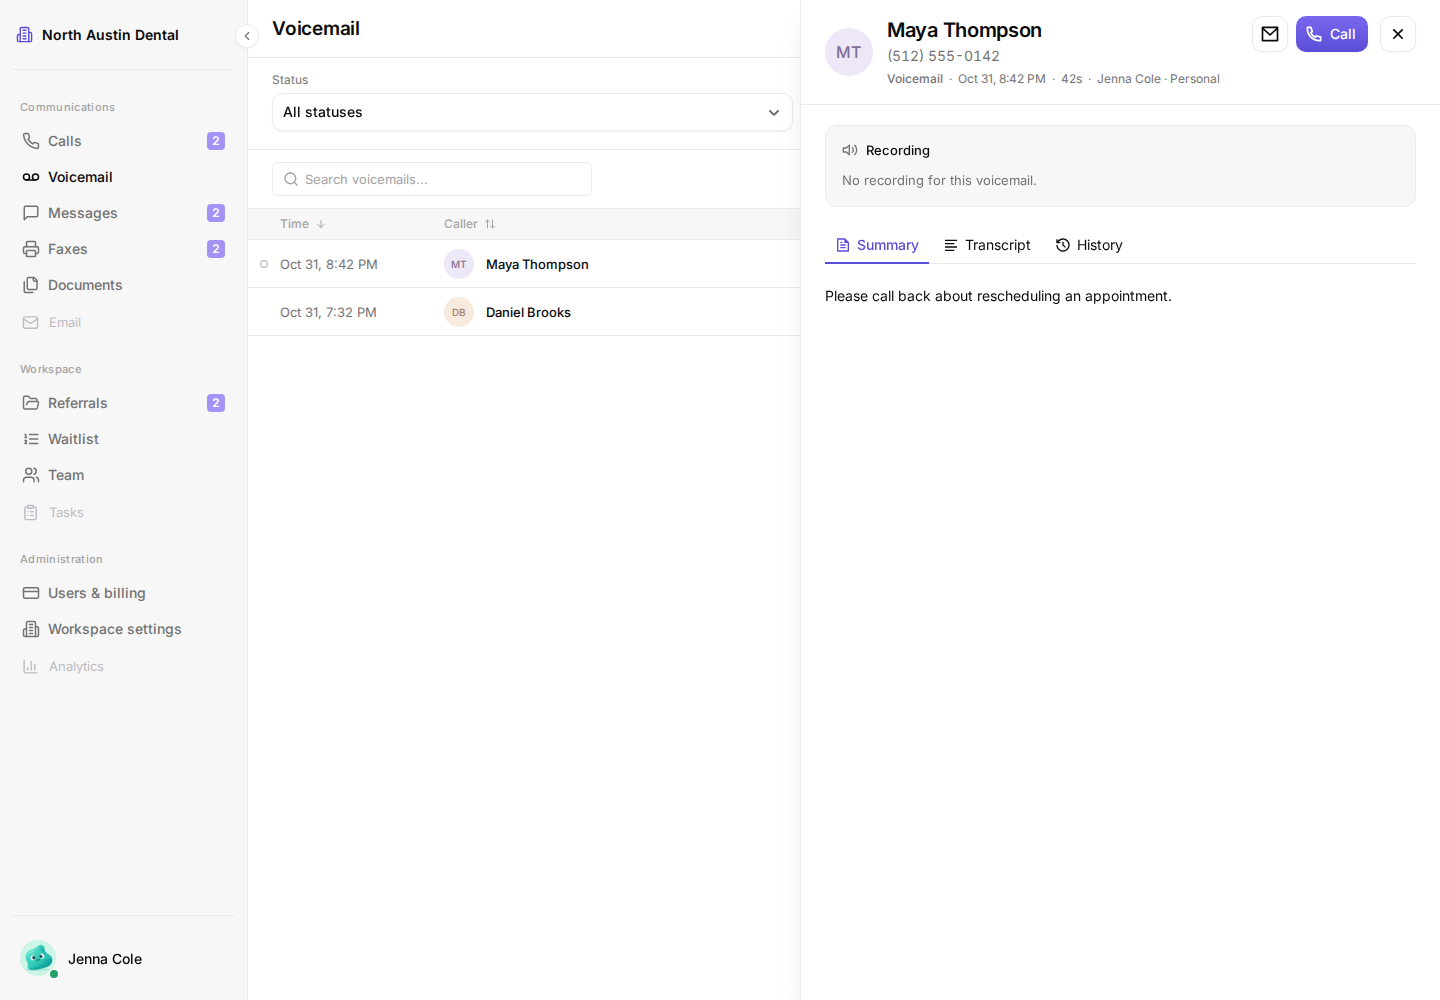 North Austin Dental
Communications
Calls 2
Voicemail
Messages 2
Faxes 2
Documents
Email
Workspace
Referrals 2
Waitlist
Team
Tasks
Administration
Users & billing
Workspace settings
Analytics
Jenna Cole
Voicemail
Status
All statuses
Search voicemails...
Time Caller
Oct 31, 8:42 PM MT Maya Thompson
Oct 31, 7:32 PM DB Daniel Brooks
MT
Maya Thompson
(512) 555-0142
Voicemail · Oct 31, 8:42 PM · 42s · Jenna Cole · Personal
Call
Recording
No recording for this voicemail.
Summary Transcript History
Please call back about rescheduling an appointment.